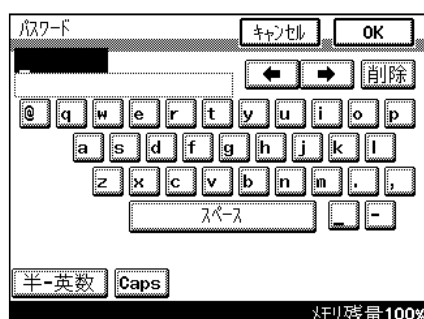 パスワード キャンセル OK
_ ← → 削除
@ q w e r t y u i o p
a s d f g h j k l
z x c v b n m . ,
スペース _ -
半-英数 Caps
メモリ残量100%